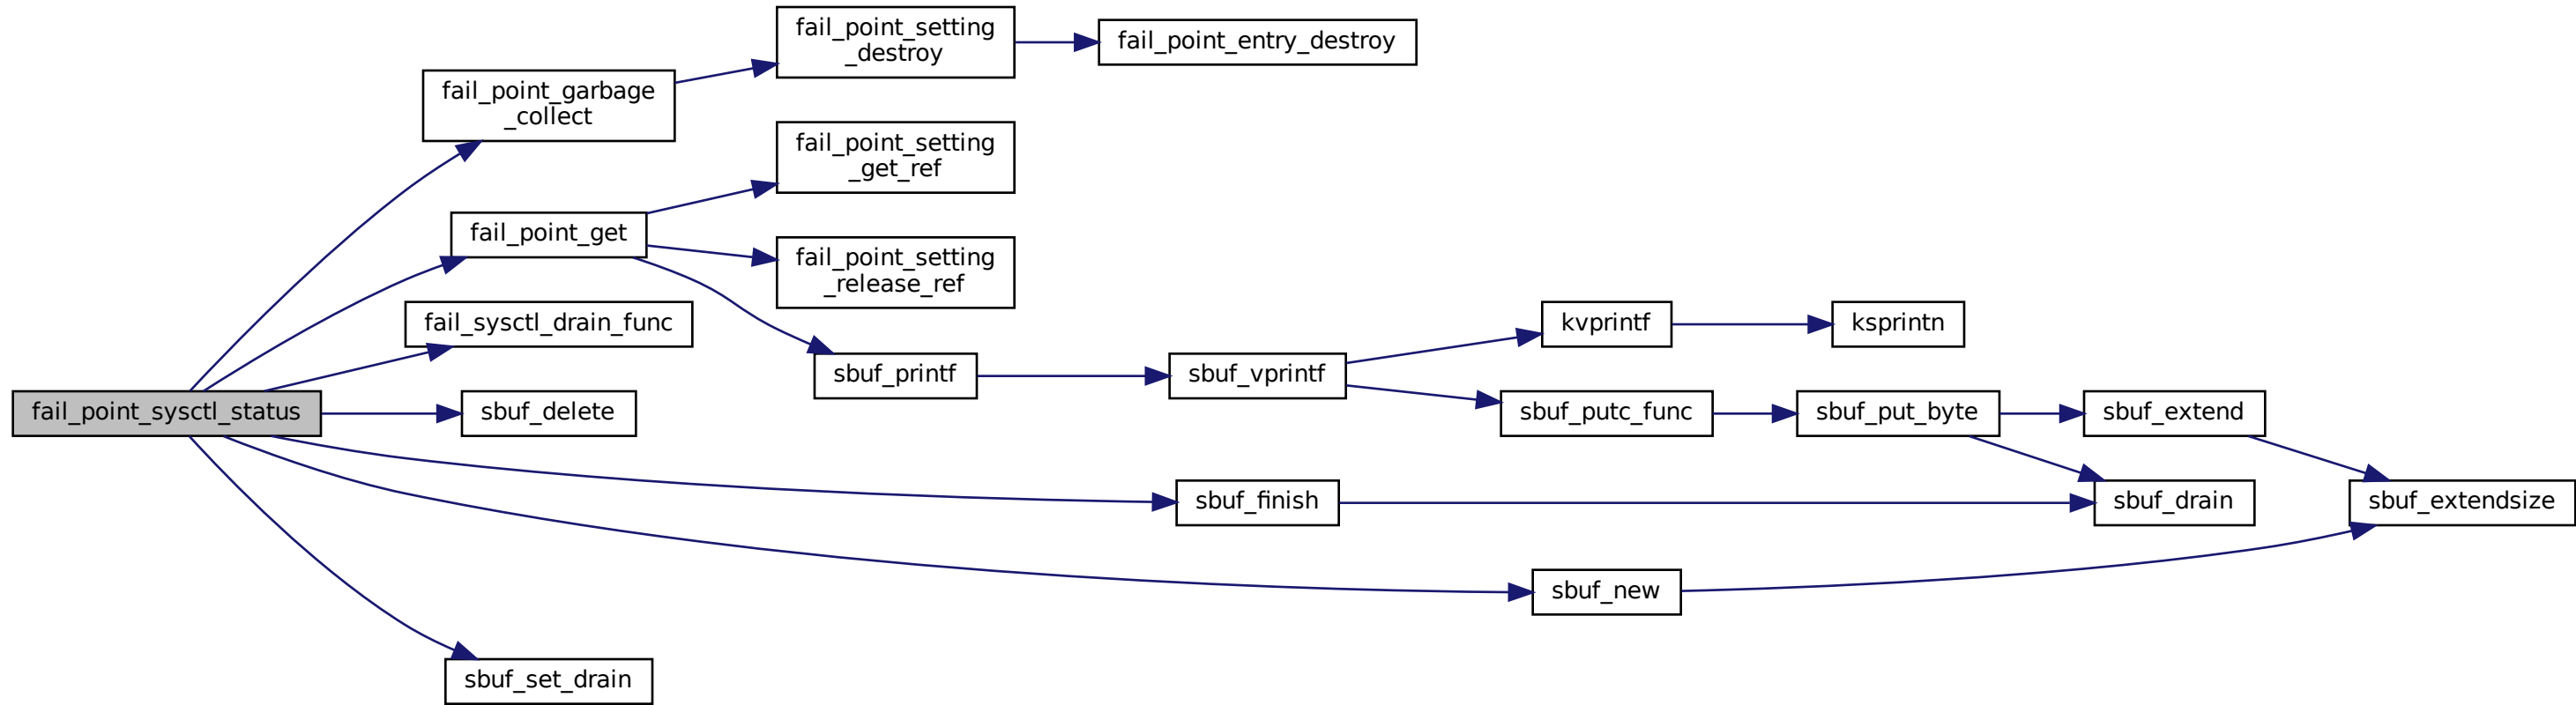 fail_point_setting
_destroy
fail_point_entry_destroy
fail_point_garbage
_collect
fail_point_setting
_get_ref
fail_point_get
fail_point_setting
_release_ref
fail_sysctl_drain_func
kvprintf
ksprintn
sbuf_printf
sbuf_vprintf
fail_point_sysctl_status
sbuf_delete
sbuf_putc_func
sbuf_put_byte
sbuf_extend
sbuf_finish
sbuf_drain
sbuf_extendsize
sbuf_new
sbuf_set_drain